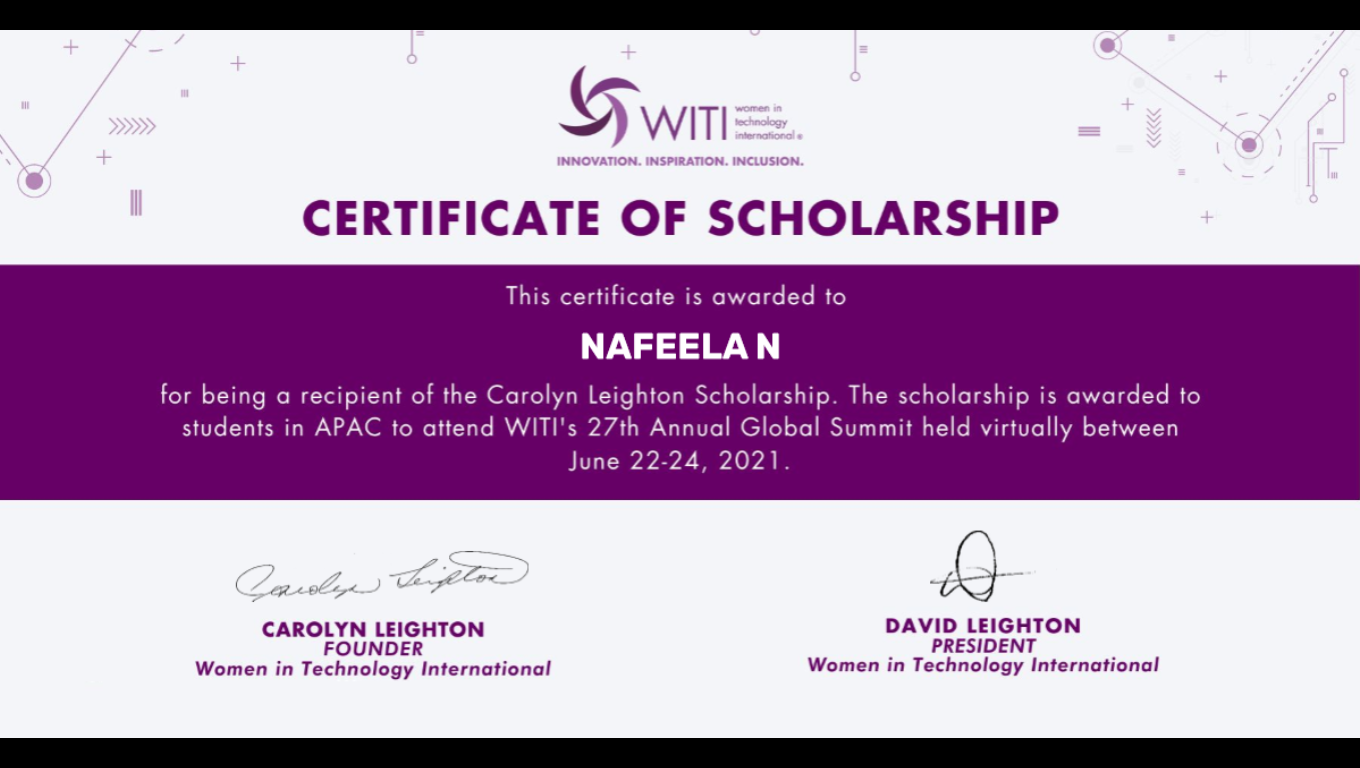 WITI
women in
technology
international ®
INNOVATION. INSPIRATION. INCLUSION.
CERTIFICATE OF SCHOLARSHIP
This certificate is awarded to
NAFEELA N
for being a recipient of the Carolyn Leighton Scholarship. The scholarship is awarded to
students in APAC to attend WITI's 27th Annual Global Summit held virtually between
June 22-24, 2021.
Carolyn Leighton
CAROLYN LEIGHTON
FOUNDER
Women in Technology International
DAVID LEIGHTON
PRESIDENT
Women in Technology International